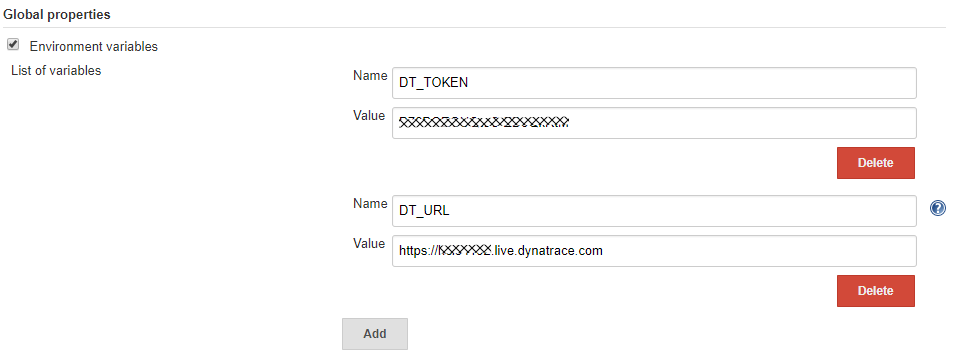 Global properties
Environment variables
List of variables
Name DT_TOKEN
Value
Delete
Name DT_URL
Value https:// .live.dynatrace.com
Delete
Add